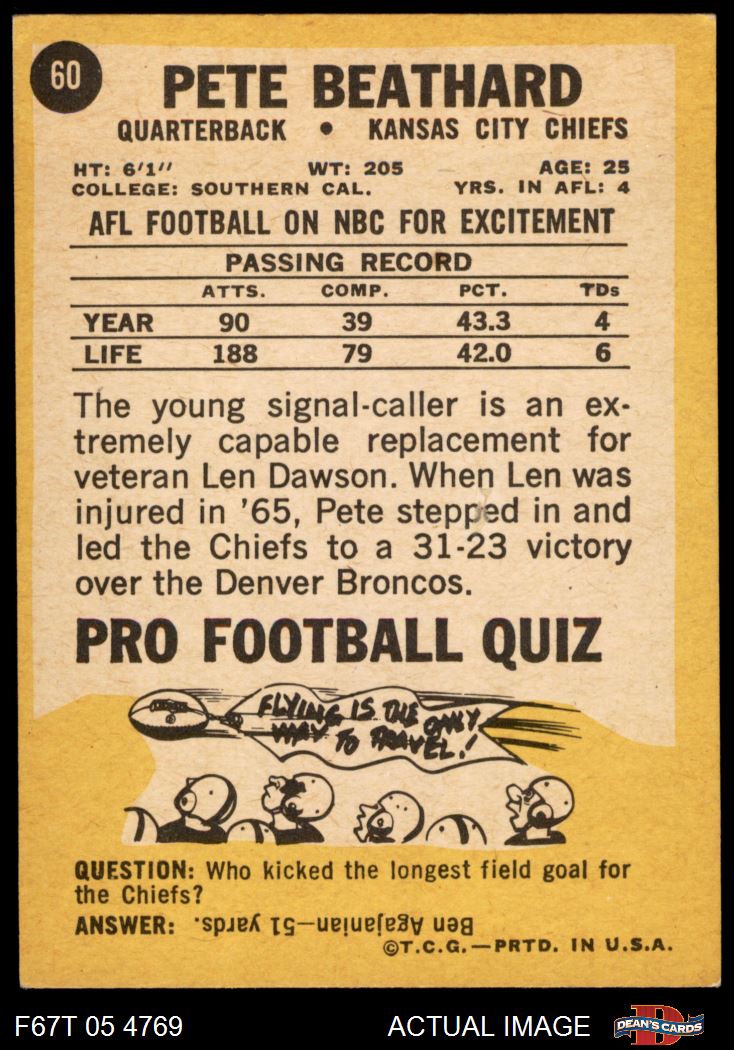 60
PETE BEATHARD
QUARTERBACK • KANSAS CITY CHIEFS
HT: 6'1" WT: 205 AGE: 25
COLLEGE: SOUTHERN CAL. YRS. IN AFL: 4
AFL FOOTBALL ON NBC FOR EXCITEMENT
PASSING RECORD
ATTS. COMP. PCT. TDs
YEAR 90 39 43.3 4
LIFE 188 79 42.0 6
The young signal-caller is an ex-
tremely capable replacement for
veteran Len Dawson. When Len was
injured in '65, Pete stepped in and
led the Chiefs to a 31-23 victory
over the Denver Broncos.
PRO FOOTBALL QUIZ
FLYING IS THE ONLY
WAY TO TRAVEL!
QUESTION: Who kicked the longest field goal for
the Chiefs?
ANSWER: Ben Agajanian—51 yards.
©T.C.G.—PRTD. IN U.S.A.
F67T 05 4769 ACTUAL IMAGE D DEAN'S CARDS